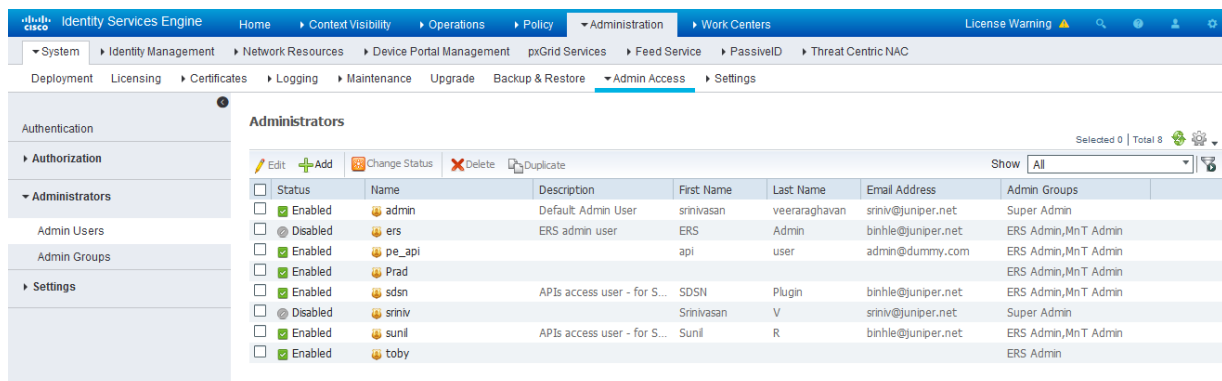 cisco Identity Services Engine Home Context Visibility Operations Policy Administration Work Centers License Warning
System Identity Management Network Resources Device Portal Management pxGrid Services Feed Service PassiveID Threat Centric NAC
Deployment Licensing Certificates Logging Maintenance Upgrade Backup & Restore Admin Access Settings
Authentication
Authorization
Administrators
Admin Users
Admin Groups
Settings
Administrators
Selected 0 | Total 8
Edit Add Change Status Delete Duplicate Show All
Status Name Description First Name Last Name Email Address Admin Groups
Enabled admin Default Admin User srinivasan veeraraghavan sriniv@juniper.net Super Admin
Disabled ers ERS admin user ERS Admin binhle@juniper.net ERS Admin,MnT Admin
Enabled pe_api api user admin@dummy.com ERS Admin,MnT Admin
Enabled Prad ERS Admin,MnT Admin
Enabled sdsn APIs access user - for S... SDSN Plugin binhle@juniper.net ERS Admin,MnT Admin
Disabled sriniv Srinivasan V sriniv@juniper.net Super Admin
Enabled sunil APIs access user - for S... Sunil R binhle@juniper.net ERS Admin,MnT Admin
Enabled toby ERS Admin